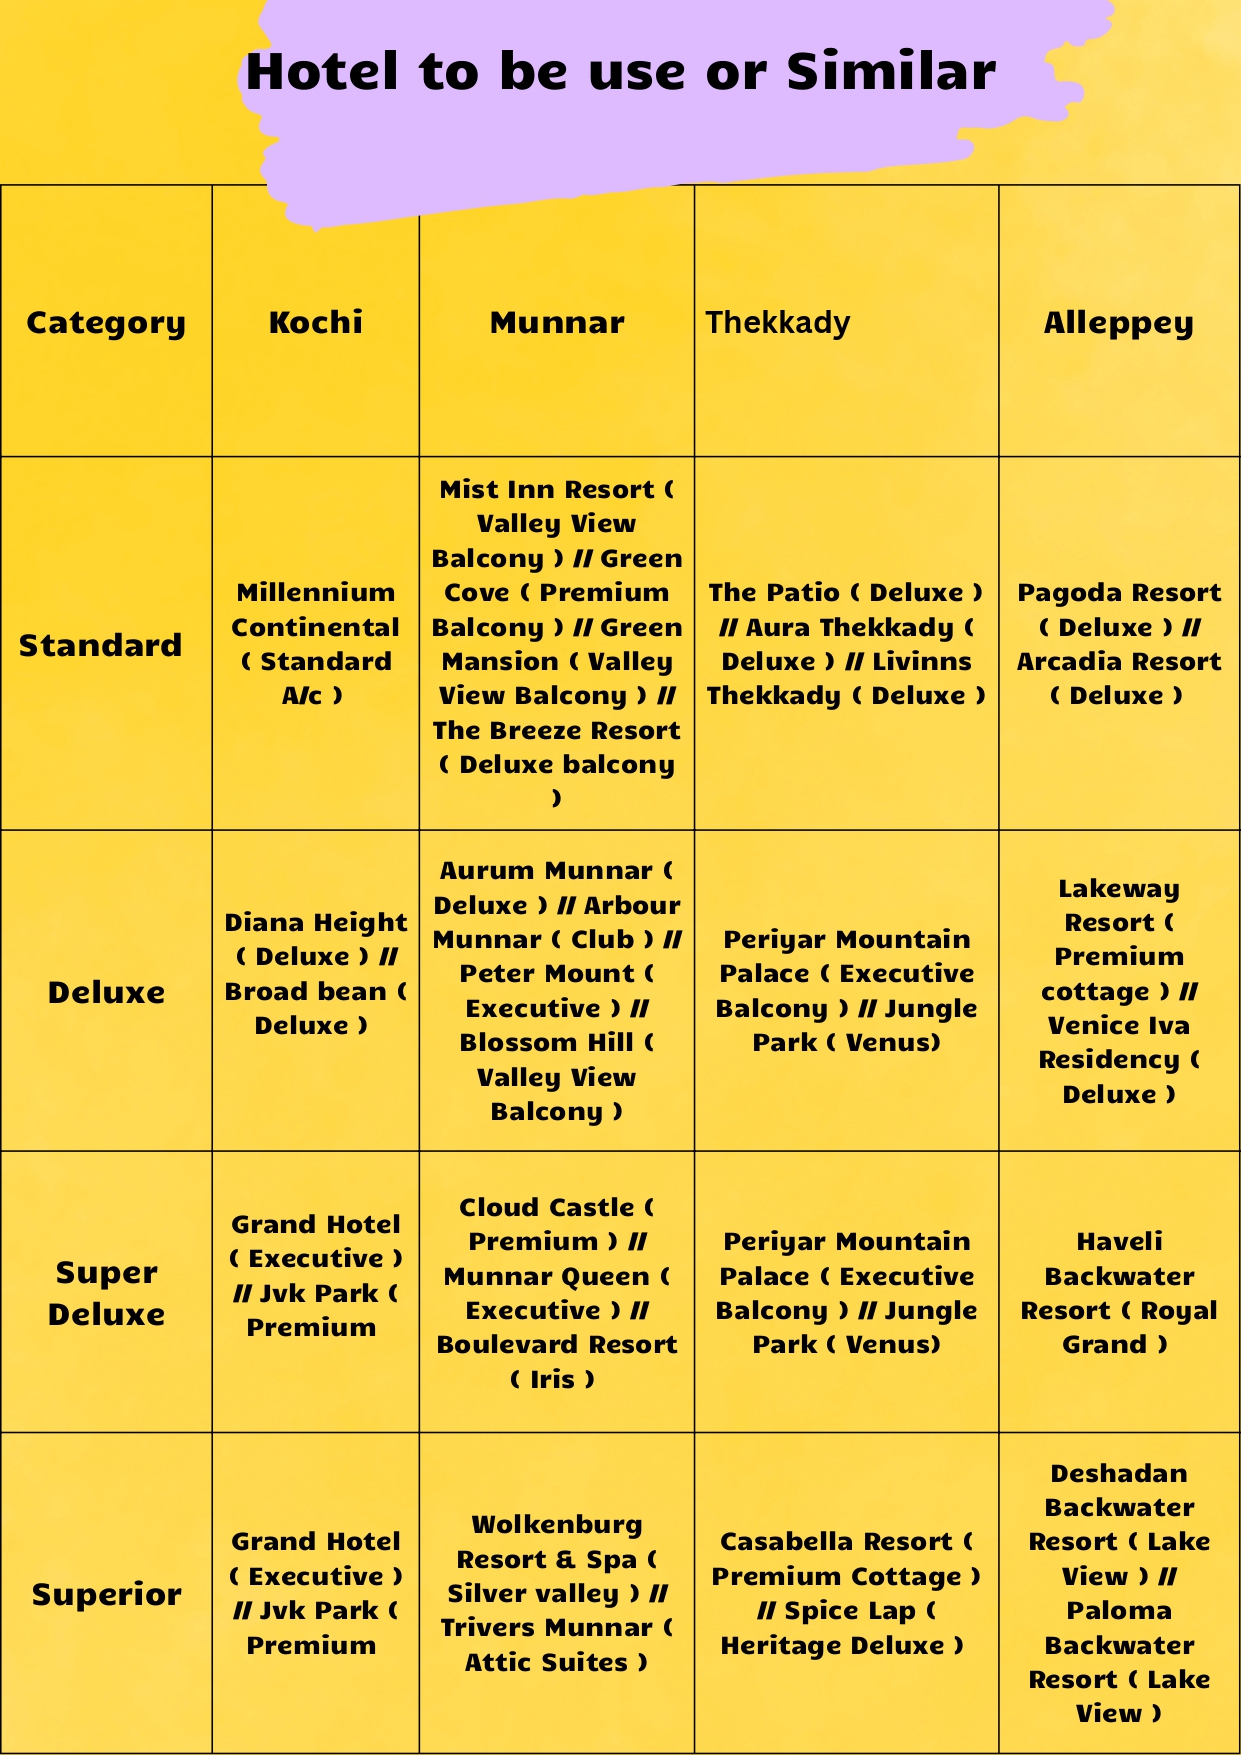 Hotel to be use or Similar
Category
Kochi
Munnar
Thekkady
Alleppey
Standard
Millennium
Continental
( Standard
A/c )
Mist Inn Resort (
Valley View
Balcony ) // Green
Cove ( Premium
Balcony ) // Green
Mansion ( Valley
View Balcony ) //
The Breeze Resort
( Deluxe balcony
)
The Patio ( Deluxe )
// Aura Thekkady (
Deluxe ) // Livinns
Thekkady ( Deluxe )
Pagoda Resort
( Deluxe ) //
Arcadia Resort
( Deluxe )
Deluxe
Diana Height
( Deluxe ) //
Broad bean (
Deluxe )
Aurum Munnar (
Deluxe ) // Arbour
Munnar ( Club ) //
Peter Mount (
Executive ) //
Blossom Hill (
Valley View
Balcony )
Periyar Mountain
Palace ( Executive
Balcony ) // Jungle
Park ( Venus)
Lakeway
Resort (
Premium
cottage ) //
Venice Iva
Residency (
Deluxe )
Super
Deluxe
Grand Hotel
( Executive )
// Jvk Park (
Premium
Cloud Castle (
Premium ) //
Munnar Queen (
Executive ) //
Boulevard Resort
( Iris )
Periyar Mountain
Palace ( Executive
Balcony ) // Jungle
Park ( Venus)
Haveli
Backwater
Resort ( Royal
Grand )
Superior
Grand Hotel
( Executive )
// Jvk Park (
Premium
Wolkenburg
Resort & Spa (
Silver valley ) //
Trivers Munnar (
Attic Suites )
Casabella Resort (
Premium Cottage )
// Spice Lap (
Heritage Deluxe )
Deshadan
Backwater
Resort ( Lake
View ) //
Paloma
Backwater
Resort ( Lake
View )